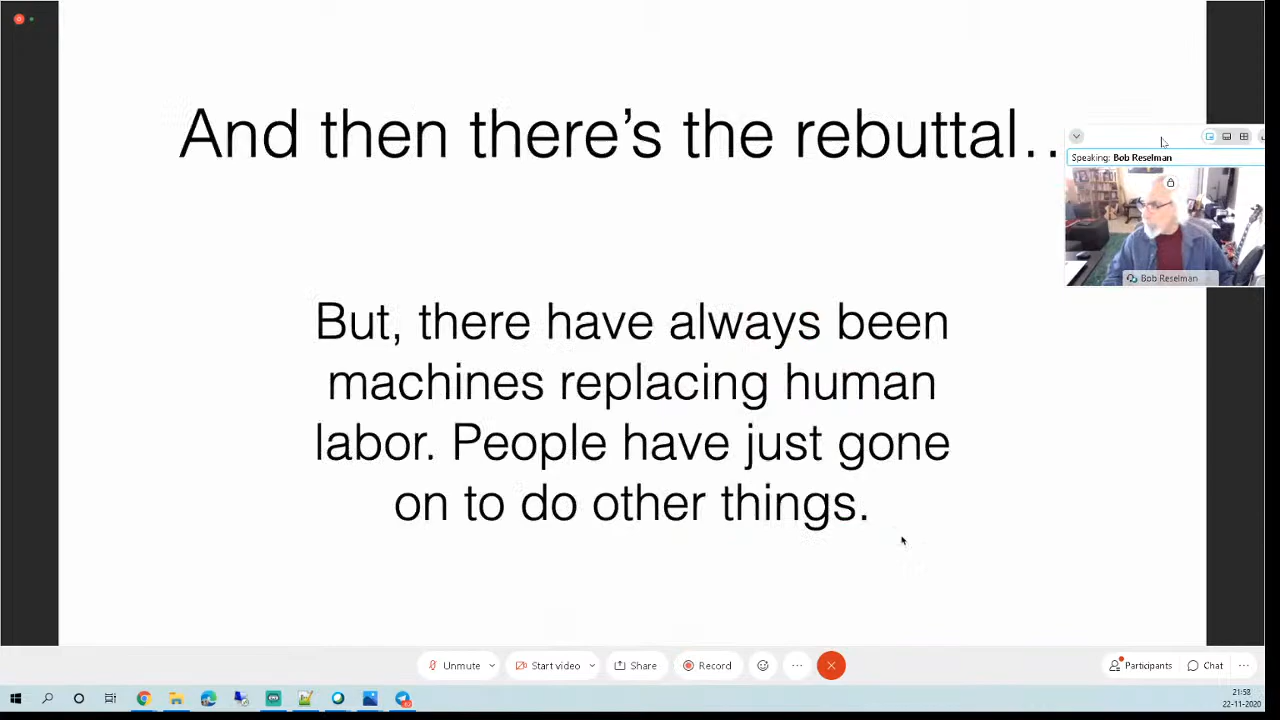 And then there's the rebuttal..
Speaking: Bob Reselman
Bob Reselman
But, there have always been
machines replacing human
labor. People have just gone
on to do other things.
Unmute
Start video
Share
Record
Participants
Chat
21:58
22-11-2020